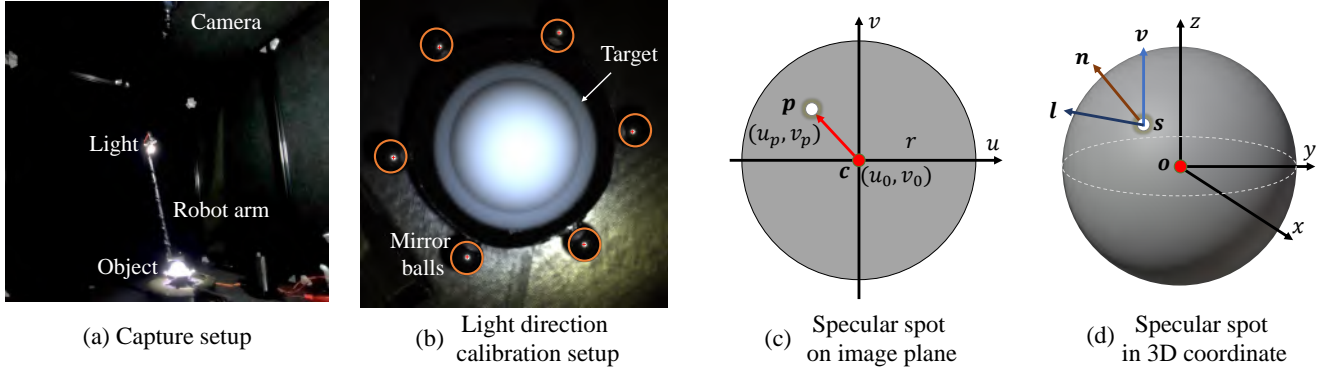 Camera
Light
Robot arm
Object
(a) Capture setup
Target
Mirror
balls
(b) Light direction
calibration setup
v
p
(u_p, v_p)
r
u
c
(u_0, v_0)
(c) Specular spot
on image plane
z
v
n
l
s
y
o
x
(d) Specular spot
in 3D coordinate